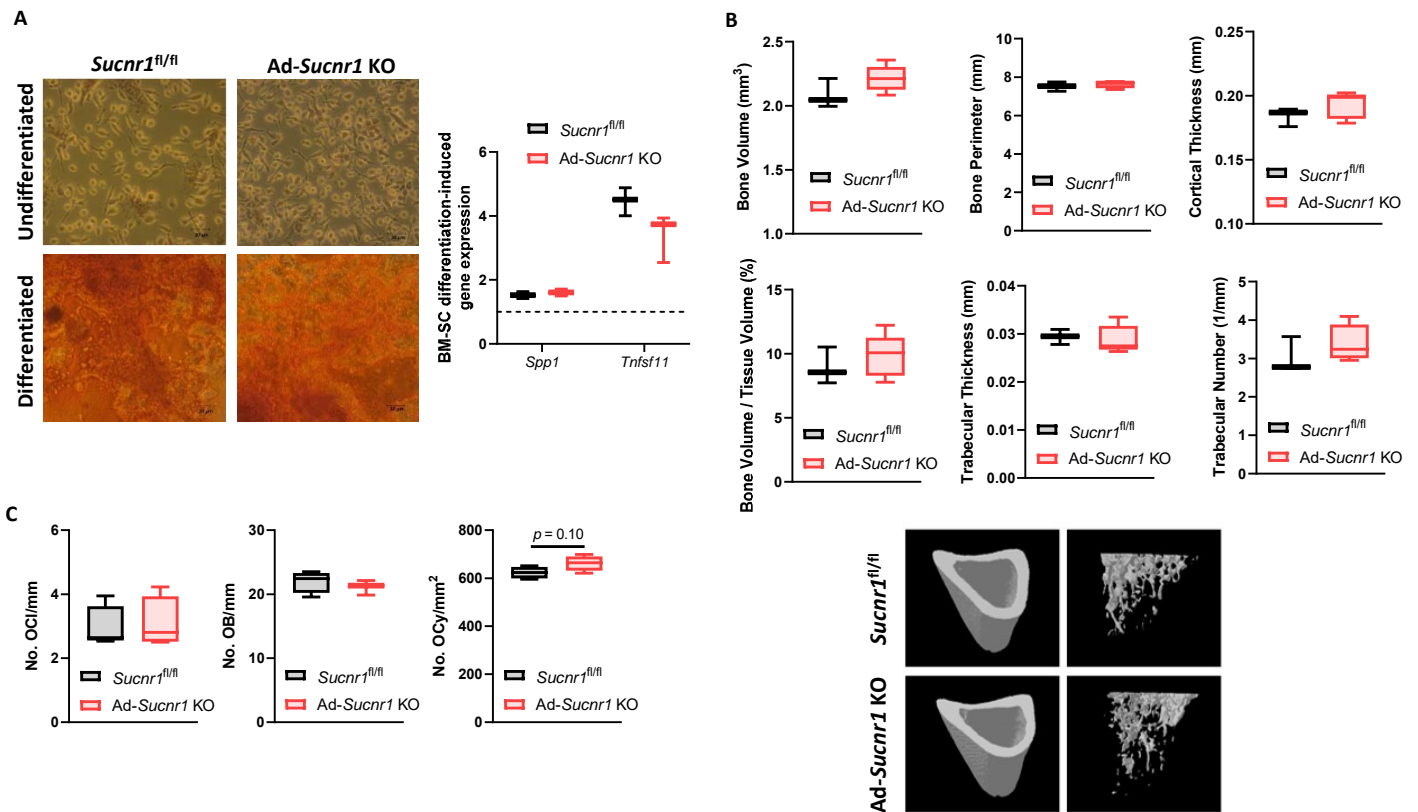 A
Sucnr1fl/fl
Ad-Sucnr1 KO
Undifferentiated
Differentiated
BM-SC differentiation-induced
gene expression
6
4
2
0
Sucnr1fl/fl
Ad-Sucnr1 KO
Spp1
Tnfsf11
B
Bone Volume (mm3)
2.5
2.0
1.5
1.0
Sucnr1fl/fl
Ad-Sucnr1 KO
Bone Perimeter (mm)
10
8
6
4
2
0
Sucnr1fl/fl
Ad-Sucnr1 KO
Cortical Thickness (mm)
0.25
0.20
0.15
0.10
Sucnr1fl/fl
Ad-Sucnr1 KO
Bone Volume / Tissue Volume (%)
15
10
5
0
Sucnr1fl/fl
Ad-Sucnr1 KO
Trabecular Thickness (mm)
0.04
0.03
0.02
0.01
0.00
Sucnr1fl/fl
Ad-Sucnr1 KO
Trabecular Number (1/mm)
5
4
3
2
1
0
Sucnr1fl/fl
Ad-Sucnr1 KO
C
No. OCl/mm
6
4
2
0
Sucnr1fl/fl
Ad-Sucnr1 KO
No. OB/mm
30
20
10
0
Sucnr1fl/fl
Ad-Sucnr1 KO
No. OCy/mm2
800
600
400
200
0
p = 0.10
Sucnr1fl/fl
Ad-Sucnr1 KO
Sucnr1fl/fl
Ad-Sucnr1 KO